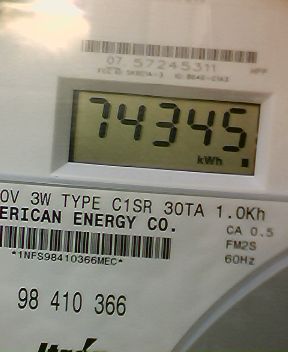 07 57245311
74345
kWh
0V 3W TYPE C1SR 30TA 1.0Kh
ERICAN ENERGY CO.
CA 0.5
FM2S
60Hz
*1NFS98410366MEC*
98 410 366